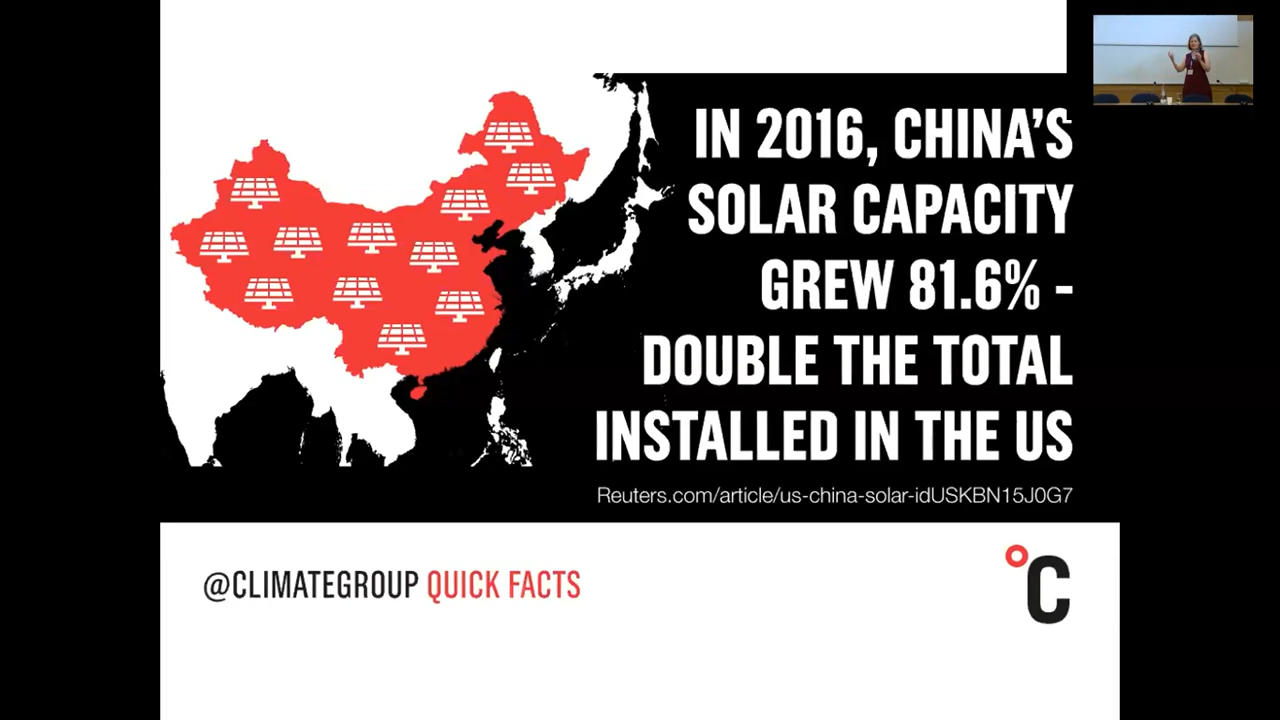 IN 2016, CHINA'S
SOLAR CAPACITY
GREW 81.6% -
DOUBLE THE TOTAL
INSTALLED IN THE US
Reuters.com/article/us-china-solar-idUSKBN15J0G7
@CLIMATEGROUP QUICK FACTS
°C